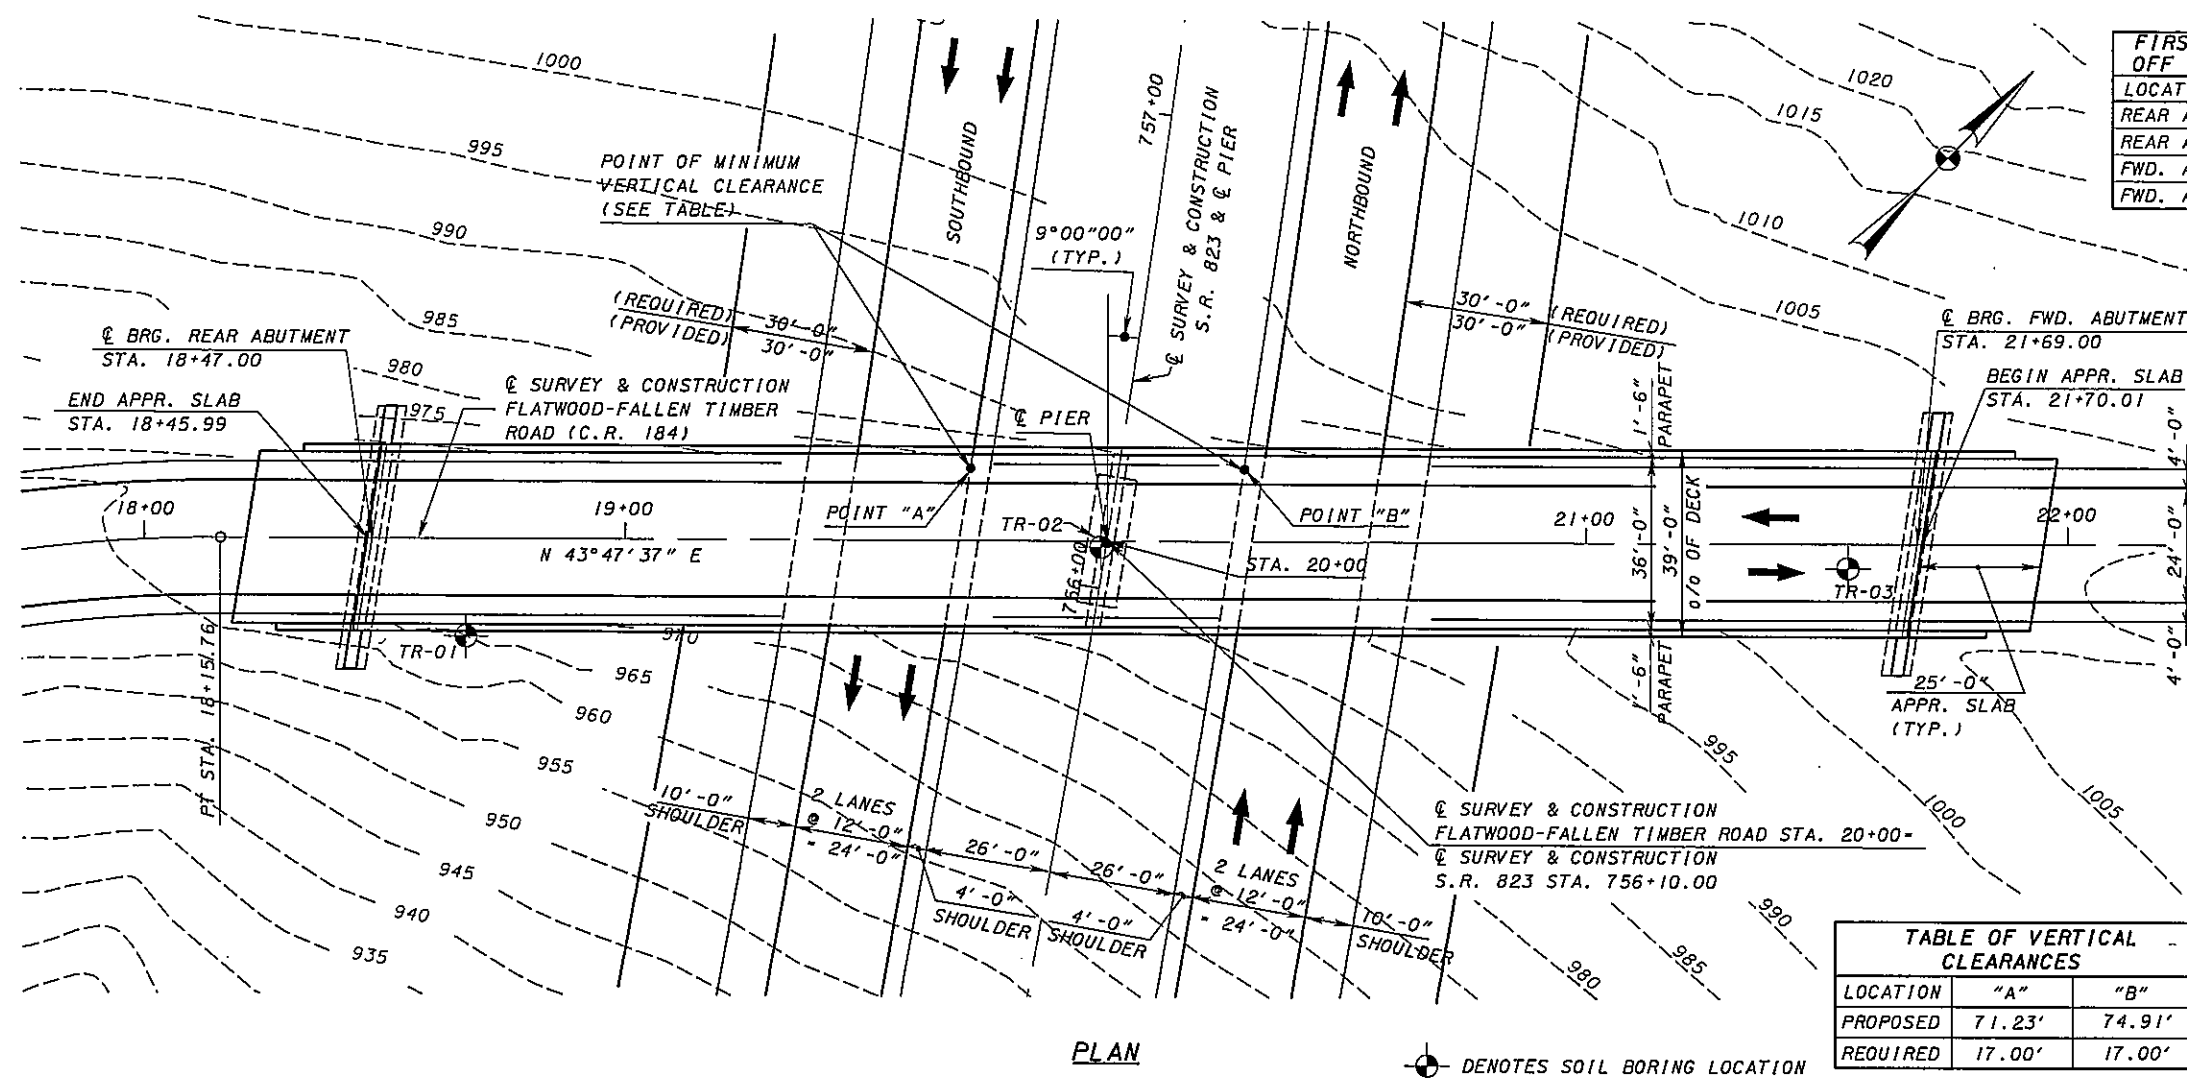 1000
995
990
985
980
975
970
965
960
955
950
945
940
935
1020
1015
1010
1005
995
1000
1005
990
985
980
POINT OF MINIMUM
VERTICAL CLEARANCE
(SEE TABLE)
SOUTHBOUND
NORTHBOUND
757+00
℄ SURVEY & CONSTRUCTION
S.R. 823 & ℄ PIER
9°00"00"
(TYP.)
(REQUIRED) 30'-0"
(PROVIDED) 30'-0"
30'-0" (REQUIRED)
30'-0" (PROVIDED)
℄ BRG. REAR ABUTMENT
STA. 18+47.00
END APPR. SLAB
STA. 18+45.99
℄ SURVEY & CONSTRUCTION
FLATWOOD-FALLEN TIMBER
ROAD (C.R. 184)
℄ PIER
℄ BRG. FWD. ABUTMENT
STA. 21+69.00
BEGIN APPR. SLAB
STA. 21+70.01
1'-6"
PARAPET
36'-0"
39'-0"
o/o OF DECK
1'-6"
PARAPET
4'-0"
24'-0"
4'-0"
18+00
19+00
N 43°47'37" E
POINT "A"
TR-02
756+00
STA. 20+00
POINT "B"
21+00
22+00
TR-03
TR-01
PT STA. 18+15.76
25'-0"
APPR. SLAB
(TYP.)
10'-0"
SHOULDER
2 LANES
@ 12'-0"
= 24'-0"
4'-0"
SHOULDER
26'-0"
26'-0"
4'-0"
SHOULDER
2 LANES
@ 12'-0"
= 24'-0"
10'-0"
SHOULDER
℄ SURVEY & CONSTRUCTION
FLATWOOD-FALLEN TIMBER ROAD STA. 20+00=
℄ SURVEY & CONSTRUCTION
S.R. 823 STA. 756+10.00
FIRS
OFF
LOCAT
REAR A
REAR A
FWD. A
FWD. A
TABLE OF VERTICAL
CLEARANCES
LOCATION "A" "B"
PROPOSED 71.23' 74.91'
REQUIRED 17.00' 17.00'
PLAN
DENOTES SOIL BORING LOCATION